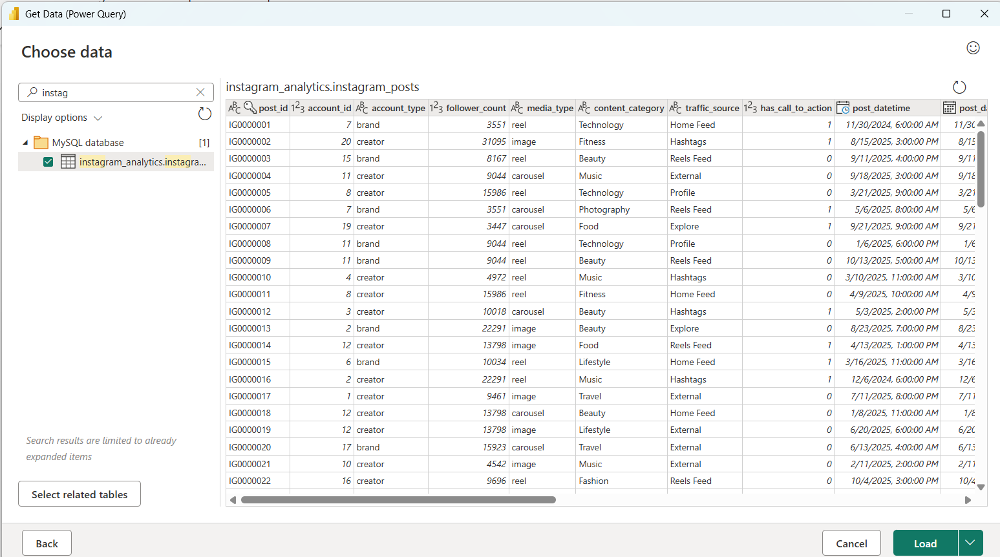 Get Data (Power Query)
Choose data
instag
Display options
MySQL database [1]
instagram_analytics.instagra...
Search results are limited to already
expanded items
Select related tables
instagram_analytics.instagram_posts
post_id account_id account_type follower_count media_type content_category traffic_source has_call_to_action post_datetime post_da
IG0000001 7 brand 3551 reel Technology Home Feed 1 11/30/2024, 6:00:00 AM 11/30
IG0000002 20 creator 31095 image Fitness Hashtags 1 8/15/2025, 3:00:00 PM 8/15
IG0000003 15 brand 8167 reel Beauty Reels Feed 0 9/11/2025, 4:00:00 PM 9/11
IG0000004 11 creator 9044 carousel Music External 0 9/18/2025, 3:00:00 AM 9/18
IG0000005 8 creator 15986 reel Technology Profile 0 3/21/2025, 9:00:00 AM 3/21
IG0000006 7 brand 3551 carousel Photography Reels Feed 1 5/6/2025, 8:00:00 AM 5/6
IG0000007 19 creator 3447 carousel Food Explore 1 9/21/2025, 9:00:00 AM 9/21
IG0000008 11 brand 9044 reel Technology Profile 0 1/6/2025, 6:00:00 PM 1/6
IG0000009 11 brand 9044 reel Beauty Reels Feed 0 10/13/2025, 5:00:00 AM 10/13
IG0000010 4 creator 4972 reel Music Hashtags 0 3/10/2025, 11:00:00 AM 3/10
IG0000011 8 creator 15986 reel Fitness Home Feed 0 4/9/2025, 10:00:00 AM 4/9
IG0000012 3 creator 10018 carousel Beauty Hashtags 1 5/3/2025, 2:00:00 PM 5/3
IG0000013 2 brand 22291 image Beauty Explore 0 8/23/2025, 7:00:00 PM 8/23
IG0000014 12 creator 13798 image Food Reels Feed 1 4/13/2025, 1:00:00 PM 4/13
IG0000015 6 brand 10034 reel Lifestyle Home Feed 1 3/16/2025, 11:00:00 AM 3/16
IG0000016 2 creator 22291 reel Music Hashtags 1 12/6/2024, 6:00:00 PM 12/6
IG0000017 1 creator 9461 image Travel External 0 7/11/2025, 8:00:00 PM 7/11
IG0000018 12 creator 13798 carousel Beauty Home Feed 0 1/8/2025, 11:00:00 AM 1/8
IG0000019 12 creator 13798 image Lifestyle External 0 6/20/2025, 6:00:00 AM 6/20
IG0000020 17 brand 15923 carousel Travel External 0 6/13/2025, 4:00:00 AM 6/13
IG0000021 10 creator 4542 image Music External 0 2/11/2025, 2:00:00 PM 2/11
IG0000022 16 creator 9696 reel Fashion Reels Feed 0 10/4/2025, 3:00:00 PM 10/4
Back
Cancel
Load